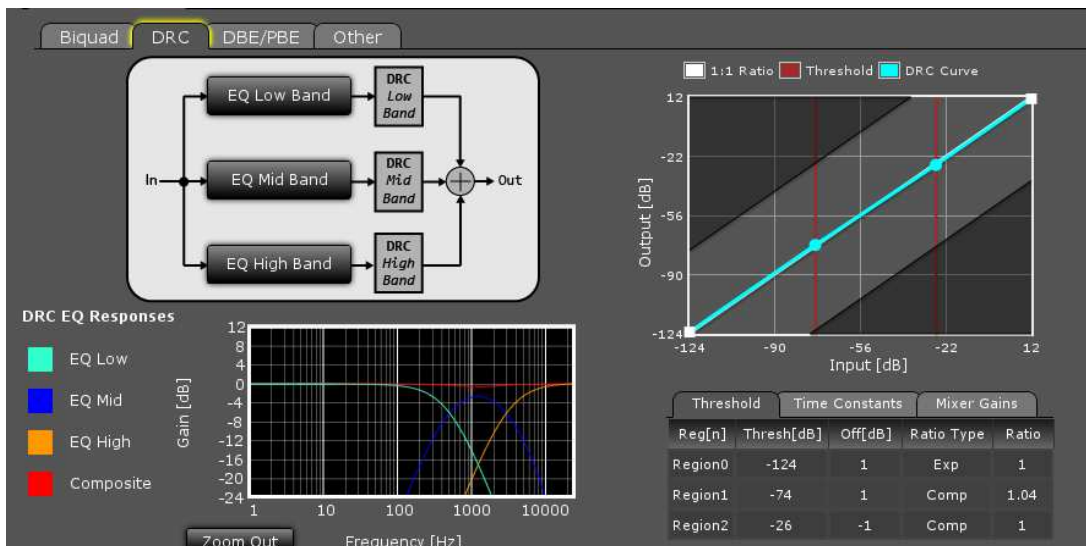 Biquad DRC DBE/PBE Other
EQ Low Band
DRC
Low
Band
In
EQ Mid Band
DRC
Mid
Band
Out
EQ High Band
DRC
High
Band
1:1 Ratio Threshold DRC Curve
12
-22
-56
-90
-124
Output [dB]
-124 -90 -56 -22 12
Input [dB]
DRC EQ Responses
EQ Low
EQ Mid
EQ High
Composite
12
8
4
0
-4
-8
-12
-16
-20
-24
Gain [dB]
1 10 100 1000 10000
Zoom Out
Frequency [Hz]
Threshold Time Constants Mixer Gains
Reg[n] Thresh[dB] Off[dB] Ratio Type Ratio
Region0 -124 1 Exp 1
Region1 -74 1 Comp 1.04
Region2 -26 -1 Comp 1